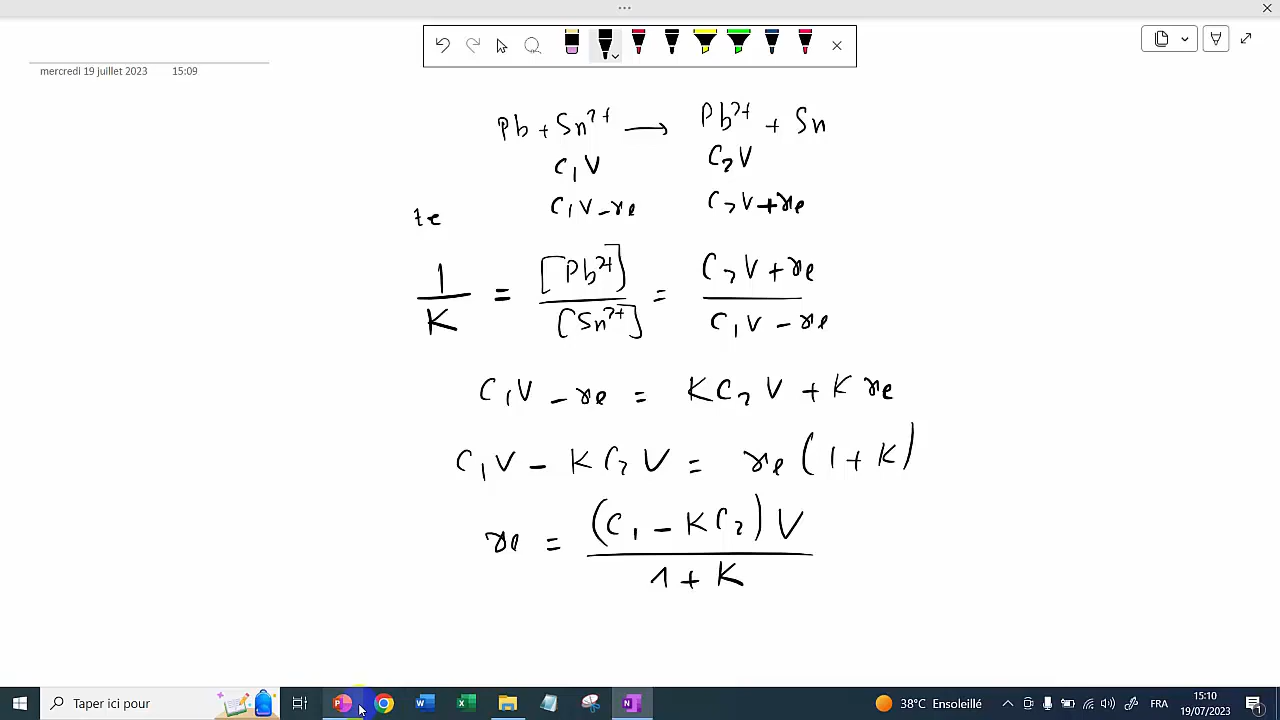 mercredi 19 juillet 2023 15:09
Pb + Sn²⁺ ⟶ Pb²⁺ + Sn
C₁V C₂V
te C₁V - xe C₂V + xe
1/K = [Pb²⁺]/[Sn²⁺] = (C₂V + xe)/(C₁V - xe)
C₁V - xe = KC₂V + Kxe
C₁V - KC₂V = xe(1 + K)
xe = (C₁ - KC₂)V/(1 + K)
Taper ici pour
38°C Ensoleillé
FRA
15:10
19/07/2023